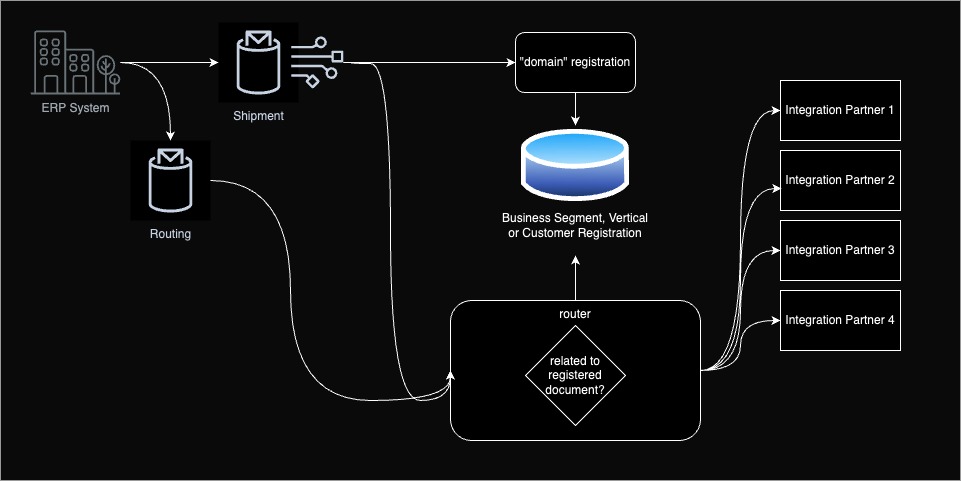 ERP System
Shipment
Routing
"domain" registration
Business Segment, Vertical
or Customer Registration
router
related to
registered
document?
Integration Partner 1
Integration Partner 2
Integration Partner 3
Integration Partner 4